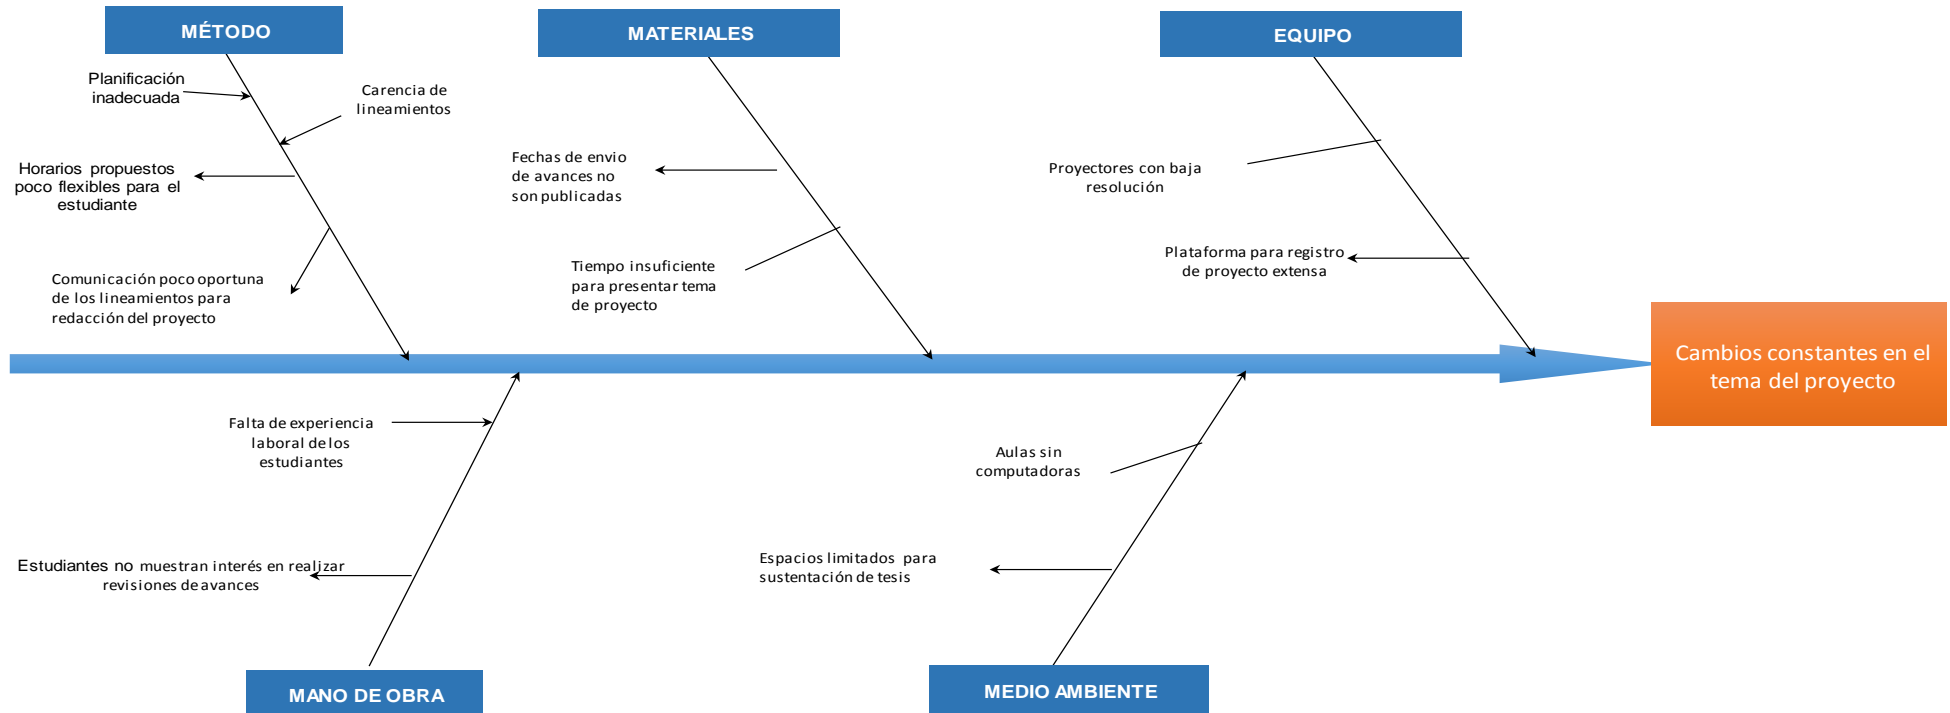 MÉTODO
MATERIALES
EQUIPO
Planificación
inadecuada
Carencia de
lineamientos
Horarios propuestos
poco flexibles para el
estudiante
Comunicación poco oportuna
de los lineamientos para
redacción del proyecto
Fechas de envio
de avances no
son publicadas
Tiempo insuficiente
para presentar tema
de proyecto
Proyectores con baja
resolución
Plataforma para registro
de proyecto extensa
Cambios constantes en el
tema del proyecto
Falta de experiencia
laboral de los
estudiantes
Estudiantes no muestran interés en realizar
revisiones de avances
Aulas sin
computadoras
Espacios limitados para
sustentación de tesis
MANO DE OBRA
MEDIO AMBIENTE